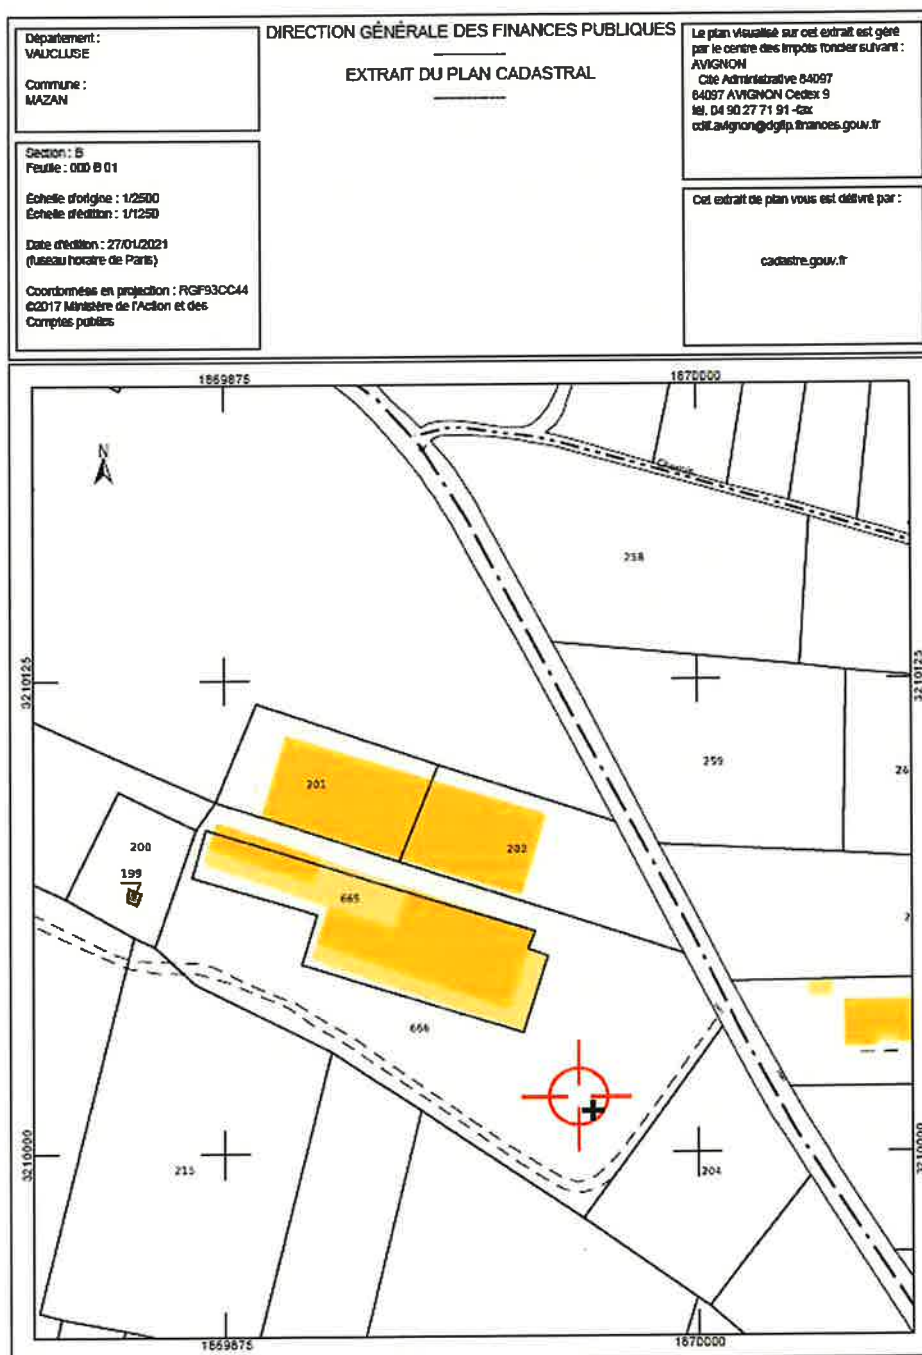 Département :
VAUCLUSE
Commune :
MAZAN
Section : B
Feuille : 000 B 01
Échelle d'origine : 1/2500
Échelle d'édition : 1/1250
Date d'édition : 27/01/2021
(fuseau horaire de Paris)
Coordonnées en projection : RGF93CC44
©2017 Ministère de l'Action et des
Comptes publics
DIRECTION GÉNÉRALE DES FINANCES PUBLIQUES
EXTRAIT DU PLAN CADASTRAL
Le plan visualisé sur cet extrait est géré
par le centre des impôts foncier suivant :
AVIGNON
Cité Administrative 84097
84097 AVIGNON Cedex 9
tél. 04 90 27 71 91 -fax
cdif.avignon@dgfip.finances.gouv.fr
Cet extrait de plan vous est délivré par :
cadastre.gouv.fr
1869875
1870000
N
Chemin
258
3210125
3210125
259
26
201
202
200
199
665
2
666
3210000
3210000
215
204
1869875
1870000